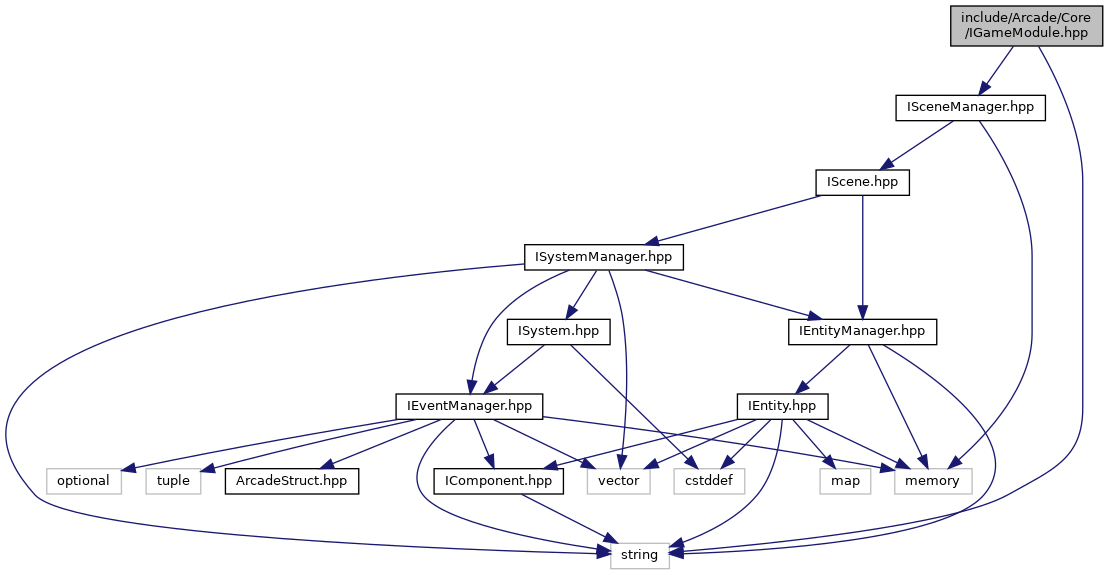 include/Arcade/Core
/IGameModule.hpp
ISceneManager.hpp
IScene.hpp
ISystemManager.hpp
ISystem.hpp
IEntityManager.hpp
IEventManager.hpp
IEntity.hpp
optional
tuple
ArcadeStruct.hpp
IComponent.hpp
vector
cstddef
map
memory
string